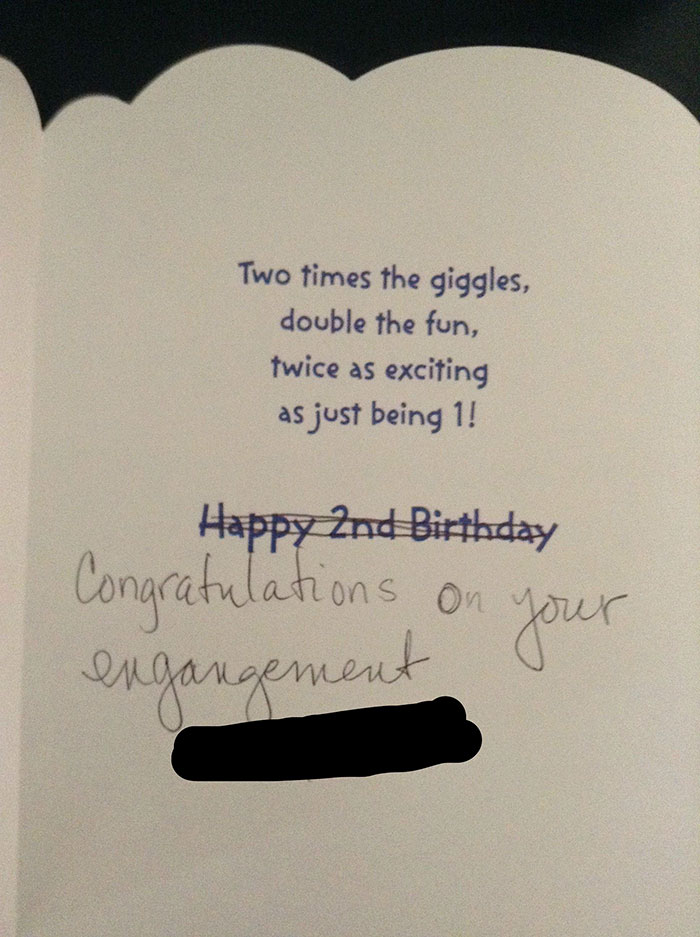 Two times the giggles,
double the fun,
twice as exciting
as just being 1!
Happy 2nd Birthday
Congratulations on your
engangement